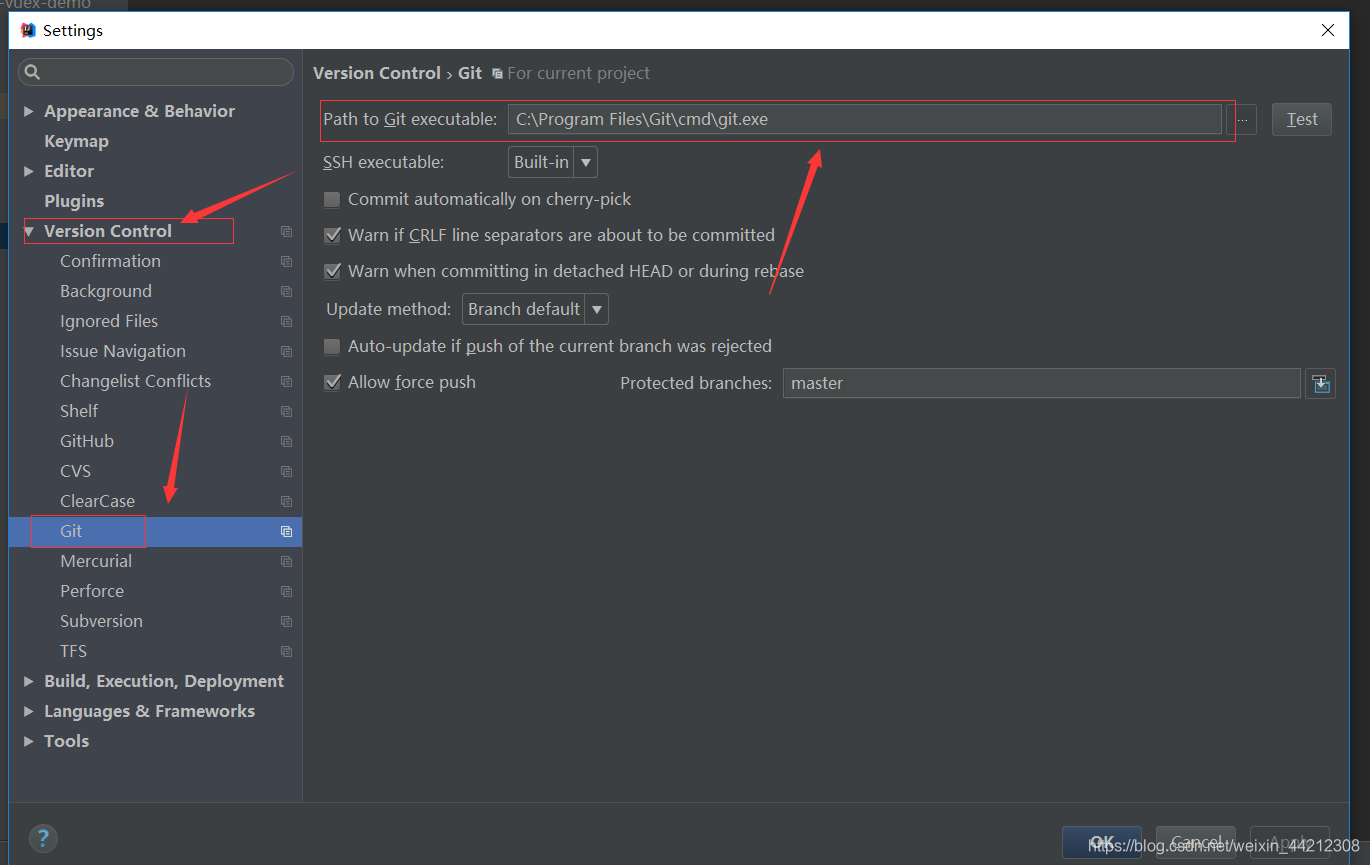 -vuex-demo
Settings
Version Control › Git For current project
Appearance & Behavior
Keymap
Editor
Plugins
Version Control
Confirmation
Background
Ignored Files
Issue Navigation
Changelist Conflicts
Shelf
GitHub
CVS
ClearCase
Git
Mercurial
Perforce
Subversion
TFS
Build, Execution, Deployment
Languages & Frameworks
Tools
Path to Git executable: C:\Program Files\Git\cmd\git.exe ... Test
SSH executable: Built-in
Commit automatically on cherry-pick
Warn if CRLF line separators are about to be committed
Warn when committing in detached HEAD or during rebase
Update method: Branch default
Auto-update if push of the current branch was rejected
Allow force push Protected branches: master
?
OK Cancel Apply
https://blog.csdn.net/weixin_44212308